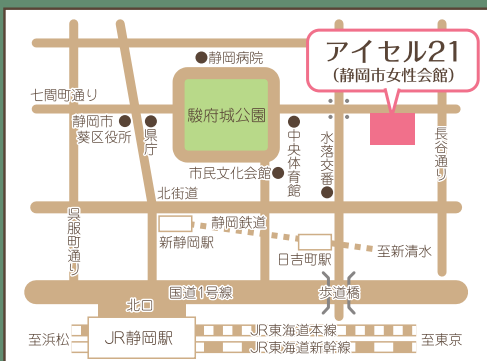 アイセル21
(静岡市女性会館)
静岡病院
七間町通り
静岡市
葵区役所
県庁
駿府城公園
中央体育館
水落交番
長谷通り
市民文化会館
北街道
呉服町通り
静岡鉄道
新静岡駅
日吉町駅
至新清水
国道1号線
歩道橋
北口
至浜松
JR静岡駅
JR東海道本線
JR東海道新幹線
至東京